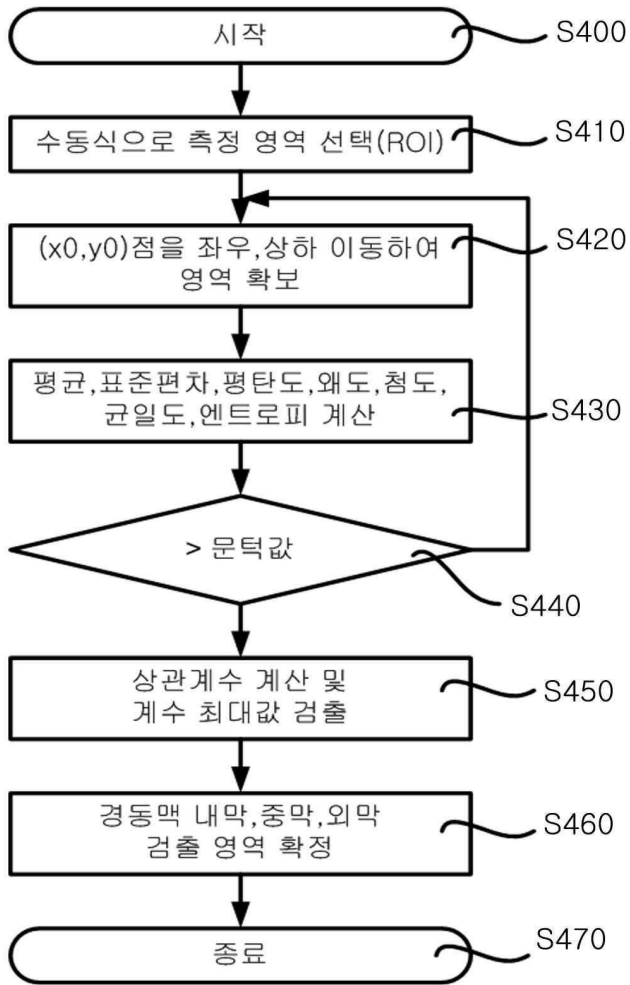 시작
S400
수동식으로 측정 영역 선택(ROI)
S410
(x0,y0)점을 좌우,상하 이동하여
영역 확보
S420
평균,표준편차,평탄도,왜도,첨도,
균일도,엔트로피 계산
S430
> 문턱값
S440
상관계수 계산 및
계수 최대값 검출
S450
경동맥 내막,중막,외막
검출 영역 확정
S460
종료
S470